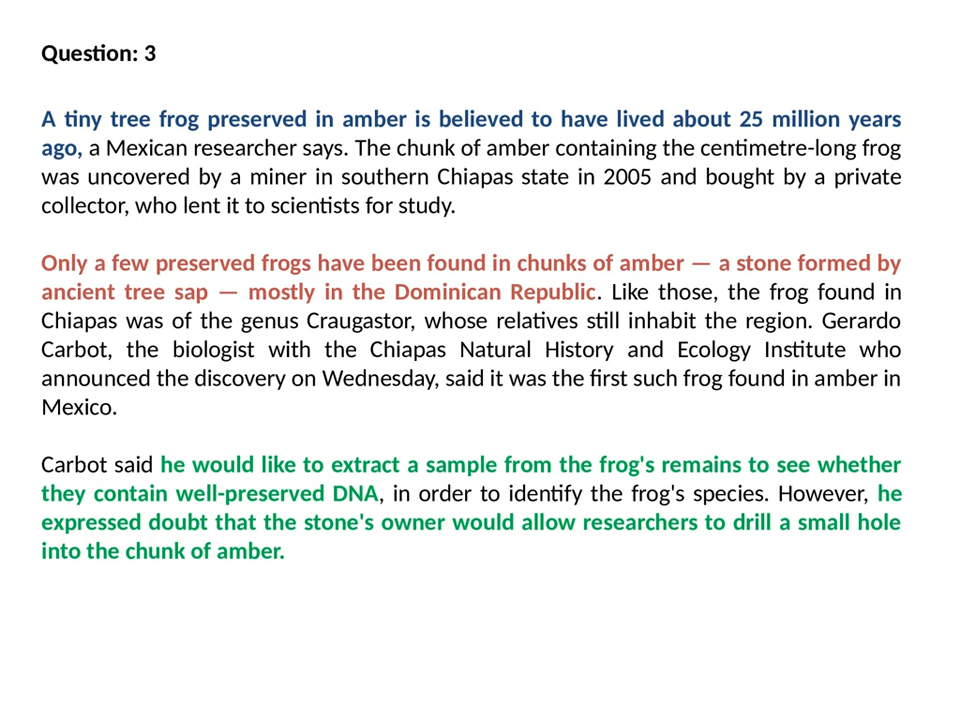 Question: 3
A tiny tree frog preserved in amber is believed to have lived about 25 million years
ago, a Mexican researcher says. The chunk of amber containing the centimetre-long frog
was uncovered by a miner in southern Chiapas state in 2005 and bought by a private
collector, who lent it to scientists for study.
Only a few preserved frogs have been found in chunks of amber — a stone formed by
ancient tree sap — mostly in the Dominican Republic. Like those, the frog found in
Chiapas was of the genus Craugastor, whose relatives still inhabit the region. Gerardo
Carbot, the biologist with the Chiapas Natural History and Ecology Institute who
announced the discovery on Wednesday, said it was the first such frog found in amber in
Mexico.
Carbot said he would like to extract a sample from the frog's remains to see whether
they contain well-preserved DNA, in order to identify the frog's species. However, he
expressed doubt that the stone's owner would allow researchers to drill a small hole
into the chunk of amber.